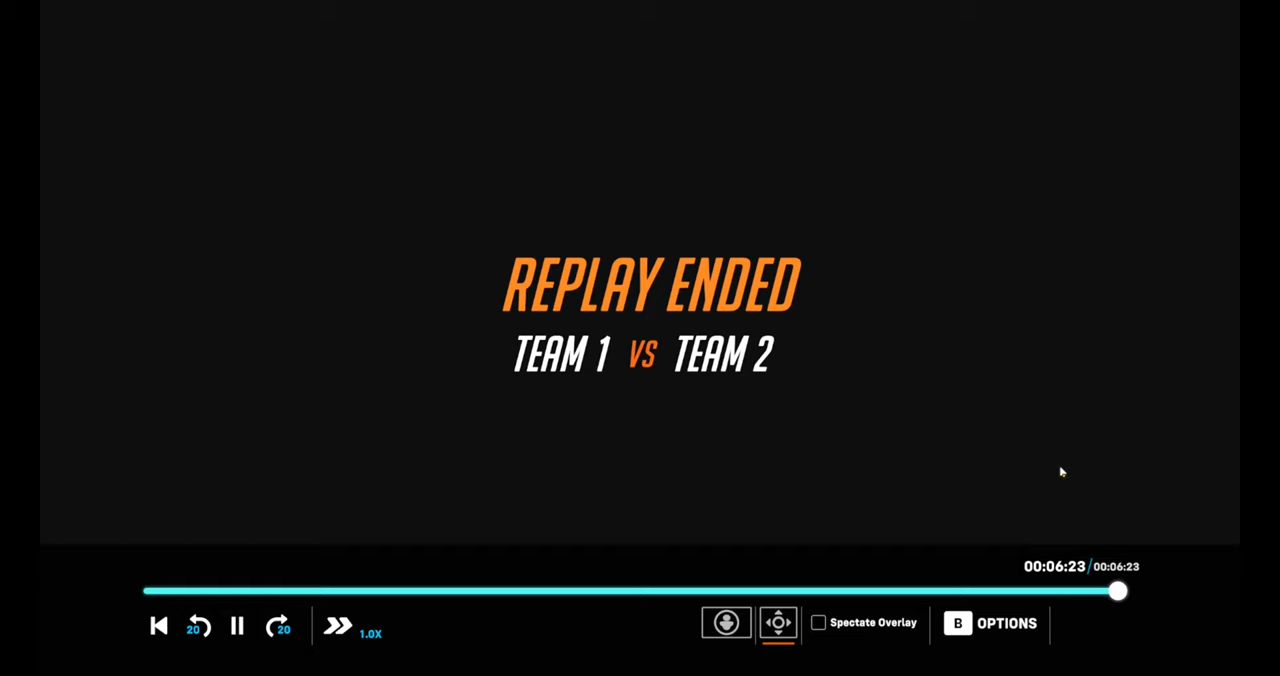 REPLAY ENDED
TEAM 1 VS TEAM 2
00:06:23/00:06:23
20 20 1.0X Spectate Overlay B OPTIONS